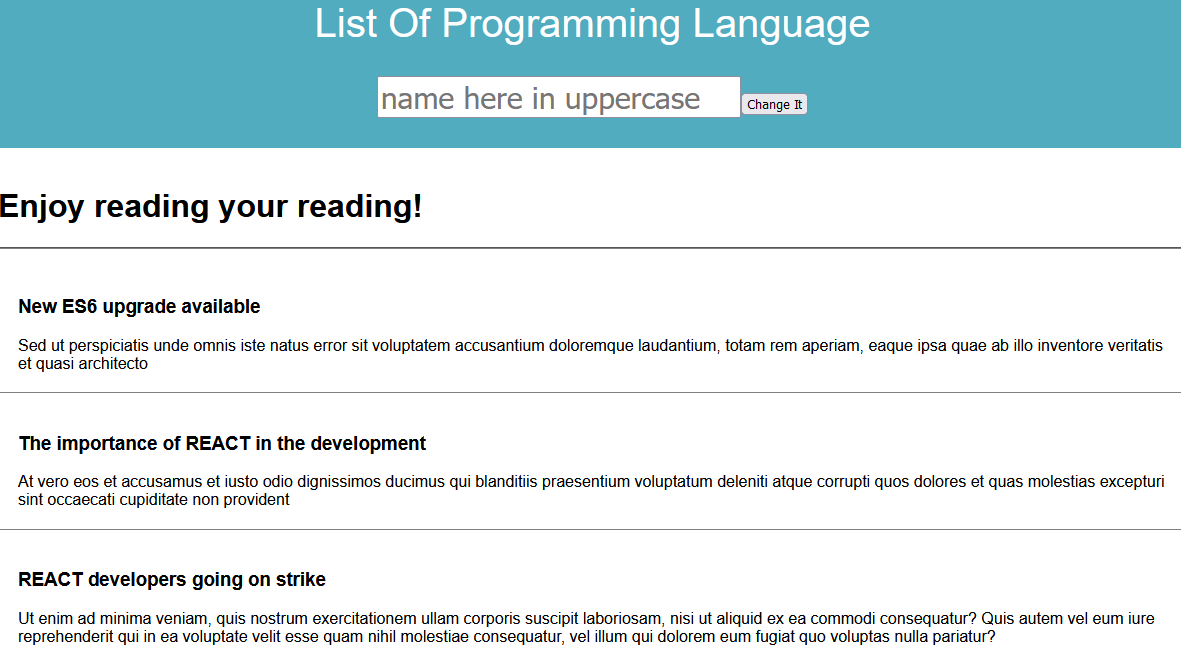 List Of Programming Language
name here in uppercase
Change It
Enjoy reading your reading!
New ES6 upgrade available
Sed ut perspiciatis unde omnis iste natus error sit voluptatem accusantium doloremque laudantium, totam rem aperiam, eaque ipsa quae ab illo inventore veritatis
et quasi architecto
The importance of REACT in the development
At vero eos et accusamus et iusto odio dignissimos ducimus qui blanditiis praesentium voluptatum deleniti atque corrupti quos dolores et quas molestias excepturi
sint occaecati cupiditate non provident
REACT developers going on strike
Ut enim ad minima veniam, quis nostrum exercitationem ullam corporis suscipit laboriosam, nisi ut aliquid ex ea commodi consequatur? Quis autem vel eum iure
reprehenderit qui in ea voluptate velit esse quam nihil molestiae consequatur, vel illum qui dolorem eum fugiat quo voluptas nulla pariatur?